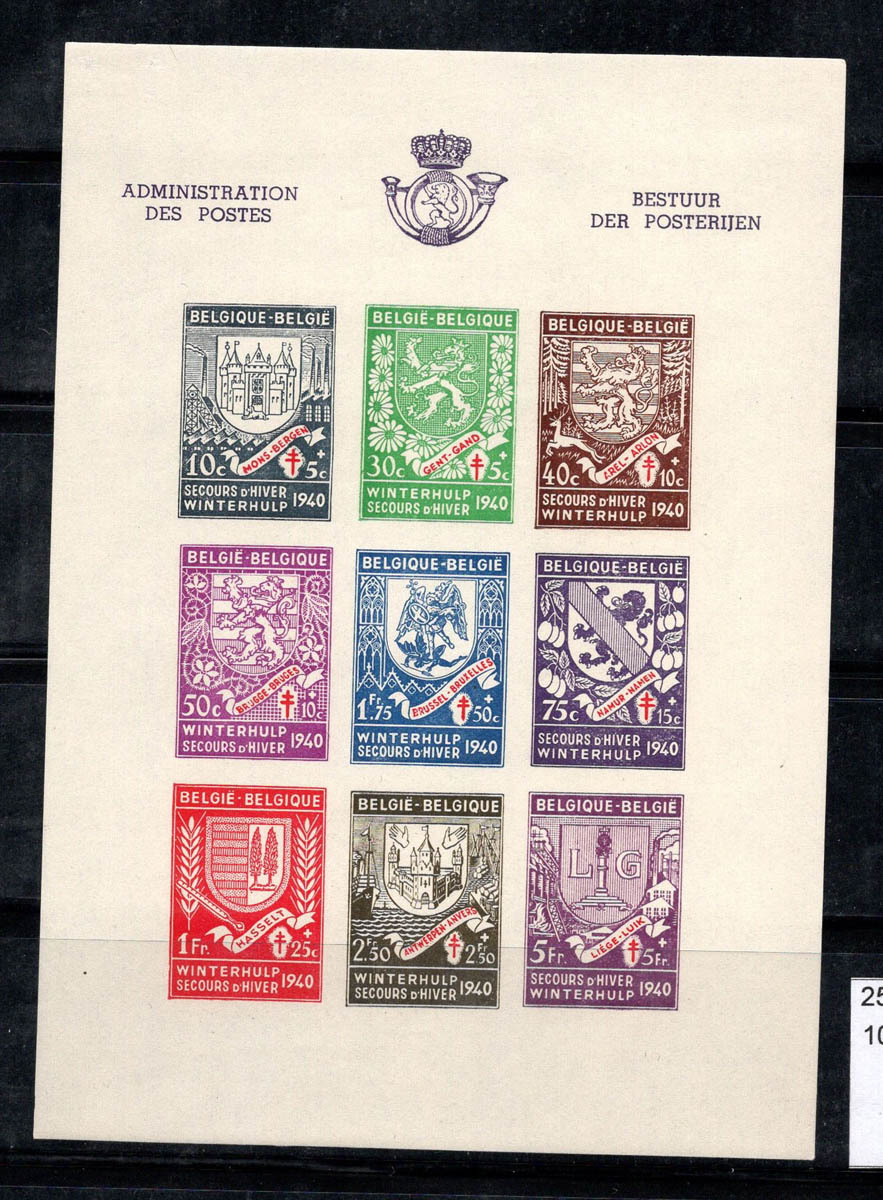 ADMINISTRATION
DES POSTES
BESTUUR
DER POSTERIJEN
BELGIQUE-BELGIË
MONS-BERGEN
10c + 5c
SECOURS D'HIVER
WINTERHULP 1940
BELGIË-BELGIQUE
GENT-GAND
30c + 5c
WINTERHULP
SECOURS D'HIVER 1940
BELGIQUE-BELGIË
AREL-ARLON
40c + 10c
SECOURS D'HIVER
WINTERHULP 1940
BELGIË-BELGIQUE
BRUGGE-BRUGES
50c + 10c
WINTERHULP
SECOURS D'HIVER 1940
BELGIQUE-BELGIË
BRUSSEL-BRUXELLES
1Fr.75 + 50c
WINTERHULP
SECOURS D'HIVER 1940
BELGIQUE-BELGIË
NAMUR-NAMEN
75c + 15c
SECOURS D'HIVER
WINTERHULP 1940
BELGIË-BELGIQUE
HASSELT
1Fr. + 25c
WINTERHULP
SECOURS D'HIVER 1940
BELGIË-BELGIQUE
ANTWERPEN-ANVERS
2Fr.50 + 2Fr.50
WINTERHULP
SECOURS D'HIVER 1940
BELGIQUE-BELGIË
L G
LIÈGE-LUIK
5Fr. + 5Fr.
SECOURS D'HIVER
WINTERHULP 1940
25
10